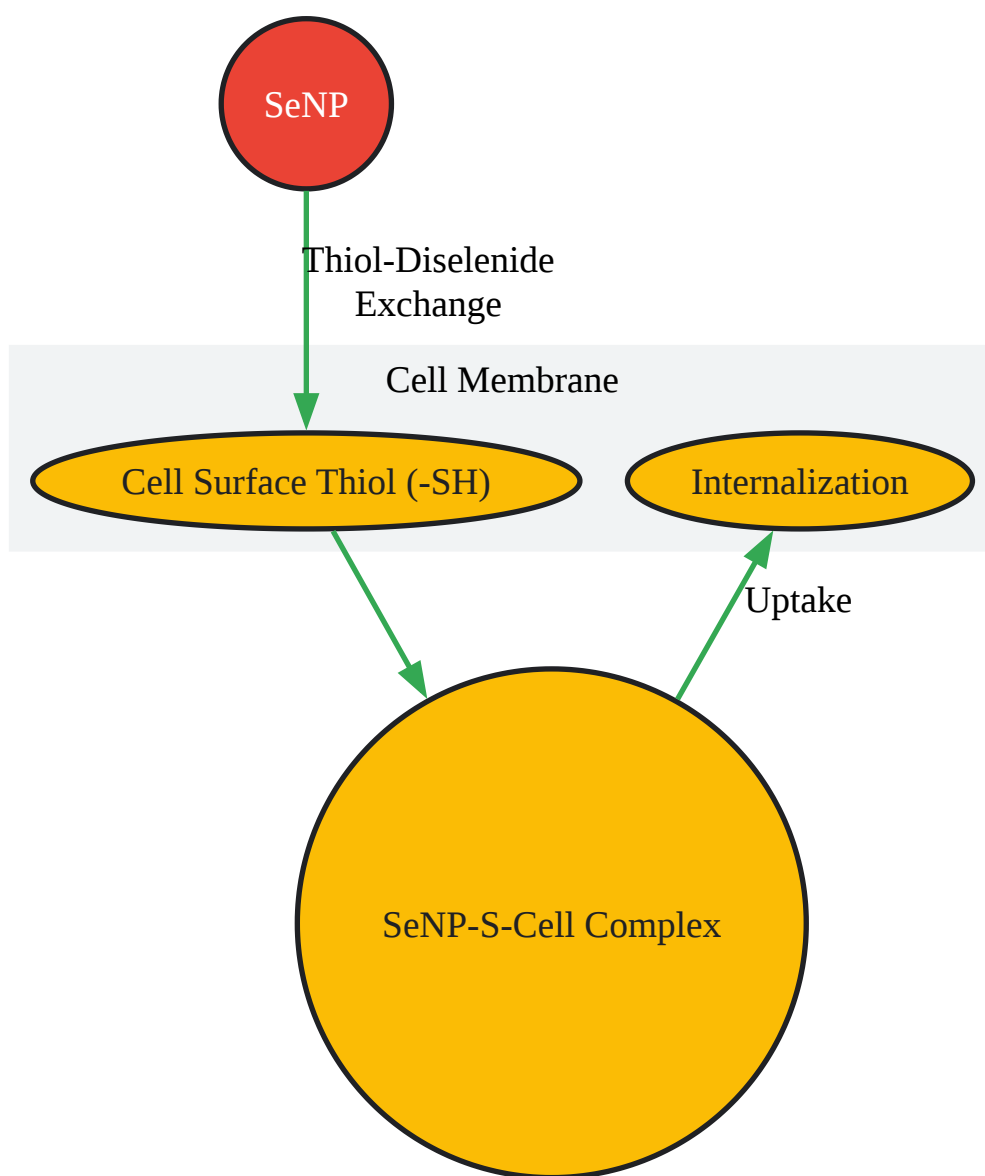 SeNP
Thiol-Diselenide
Exchange
Cell Membrane
Cell Surface Thiol (-SH)
Internalization
Uptake
SeNP-S-Cell Complex